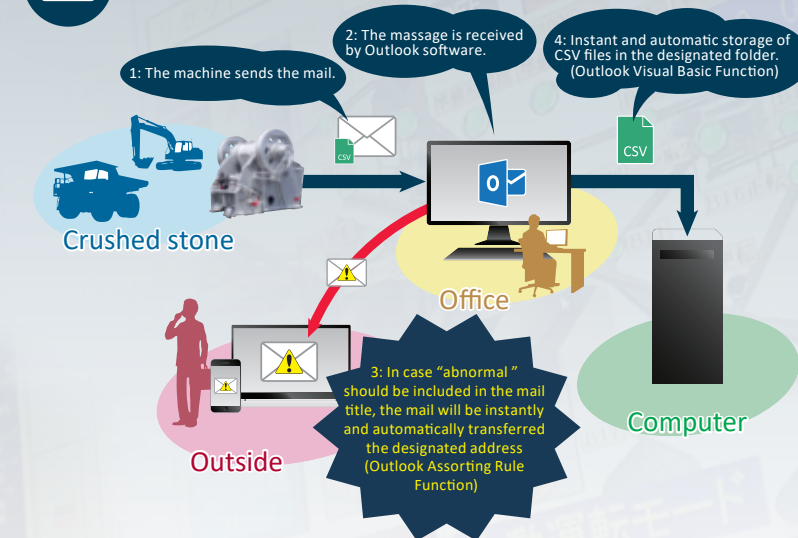 1: The machine sends the mail.
2: The massage is received
by Outlook software.
4: Instant and automatic storage of
CSV files in the designated folder.
(Outlook Visual Basic Function)
CSV
CSV
Crushed stone
Office
3: In case “abnormal ”
should be included in the mail
title, the mail will be instantly
and automatically transferred
the designated address
(Outlook Assorting Rule
Function)
Outside
Computer